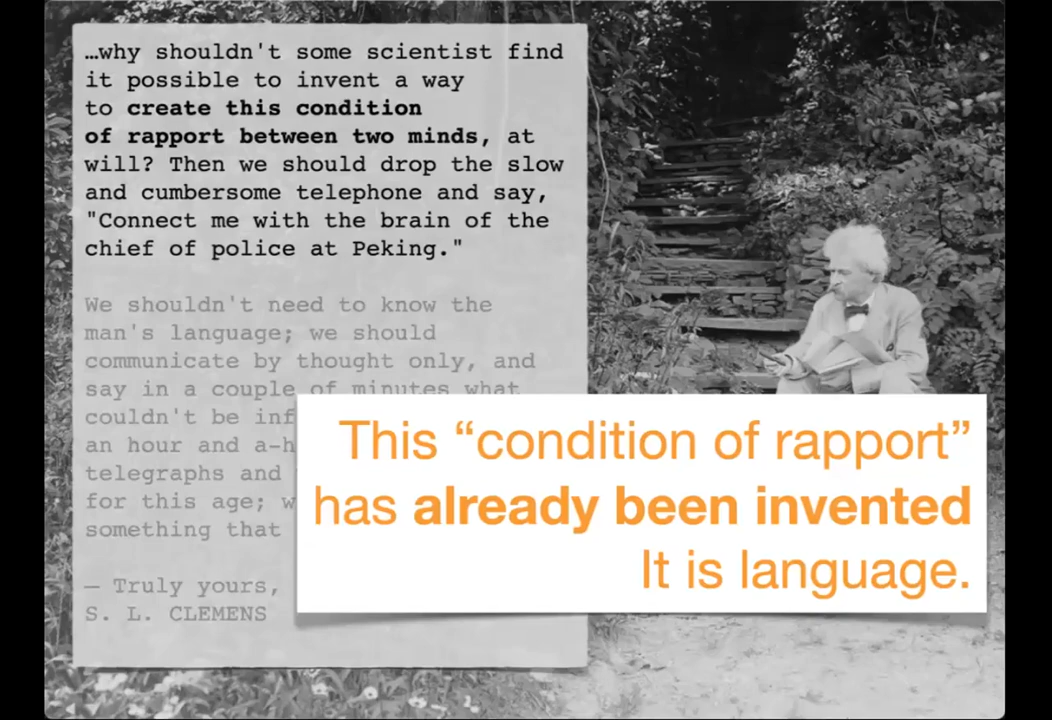 …why shouldn't some scientist find
it possible to invent a way
to create this condition
of rapport between two minds, at
will? Then we should drop the slow
and cumbersome telephone and say,
"Connect me with the brain of the
chief of police at Peking."
We shouldn't need to know the
man's language; we should
communicate by thought only, and
say in a couple of minutes what
couldn't be inf
an hour and a-h
telegraphs and
for this age; w
something that
— Truly yours,
S. L. CLEMENS
This “condition of rapport”
has already been invented
It is language.